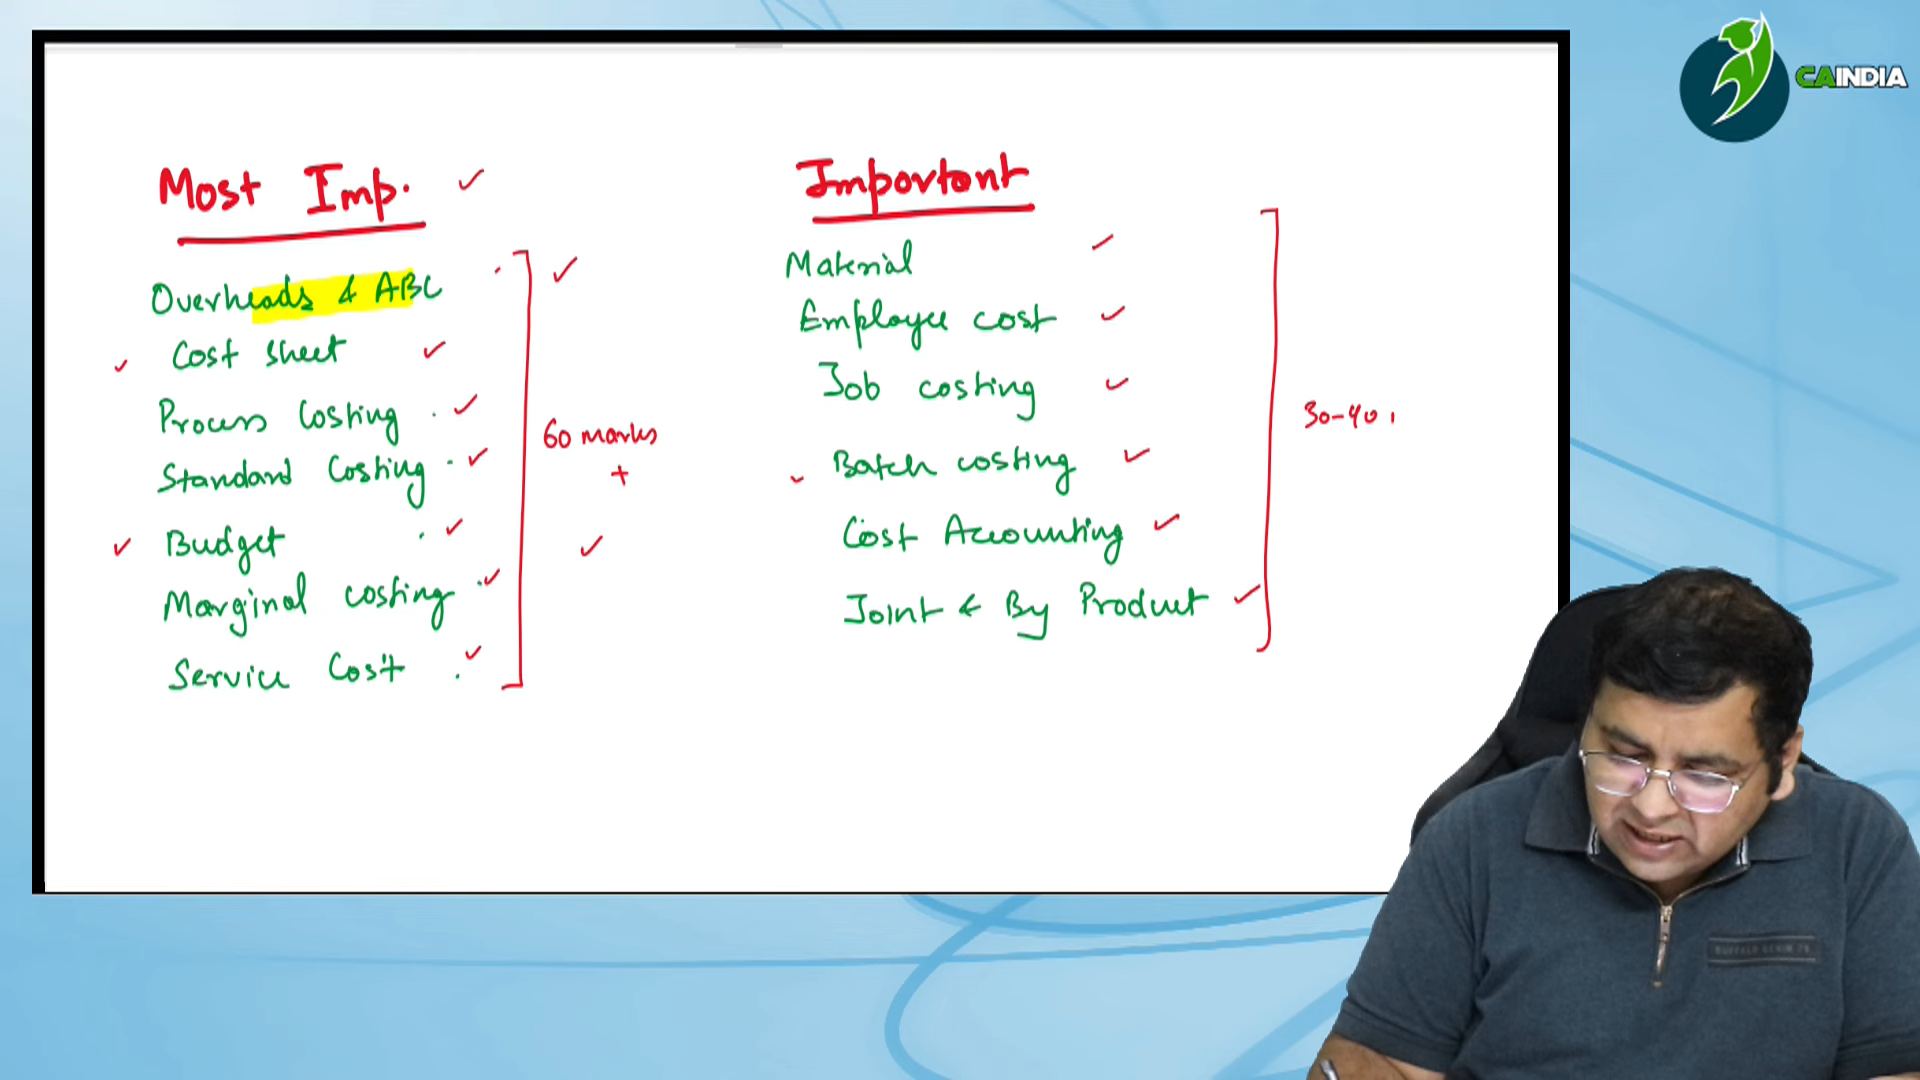 CAINDIA
Most Imp.
Overheads & ABC
Cost Sheet
Process Costing
Standard Costing
Budget
Marginal costing
Service Cost
60 marks
+
Important
Material
Employee cost
Job costing
Batch costing
Cost Accounting
Joint & By Product
30-40